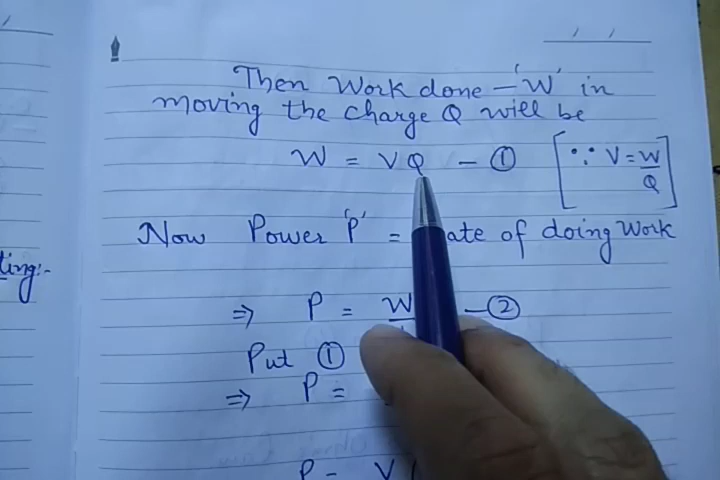 Then Work done – 'W' in
moving the charge Q will be
W = VQ – ① [∵ V = W/Q]
ting:-
Now Power 'P' = ate of doing Work
⇒ P = W – ②
Put ①
⇒ P =
P = V